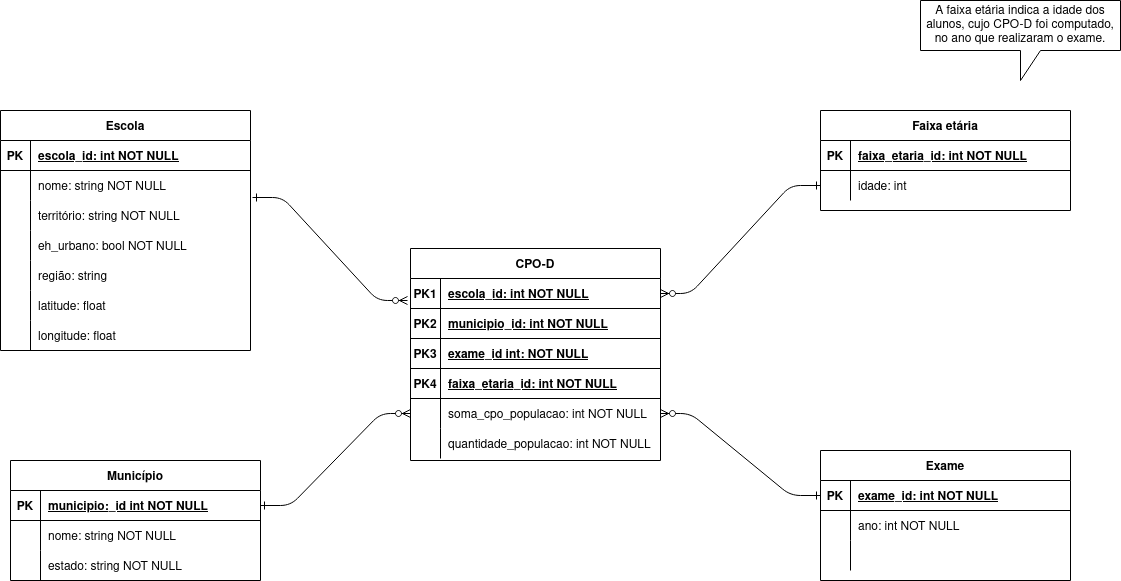 A faixa etária indica a idade dos
alunos, cujo CPO-D foi computado,
no ano que realizaram o exame.
Escola
PK escola_id: int NOT NULL
nome: string NOT NULL
território: string NOT NULL
eh_urbano: bool NOT NULL
região: string
latitude: float
longitude: float
Faixa etária
PK faixa_etaria_id: int NOT NULL
idade: int
CPO-D
PK1 escola_id: int NOT NULL
PK2 municipio_id: int NOT NULL
PK3 exame_id int: NOT NULL
PK4 faixa_etaria_id: int NOT NULL
soma_cpo_populacao: int NOT NULL
quantidade_populacao: int NOT NULL
Município
PK municipio:_id int NOT NULL
nome: string NOT NULL
estado: string NOT NULL
Exame
PK exame_id: int NOT NULL
ano: int NOT NULL